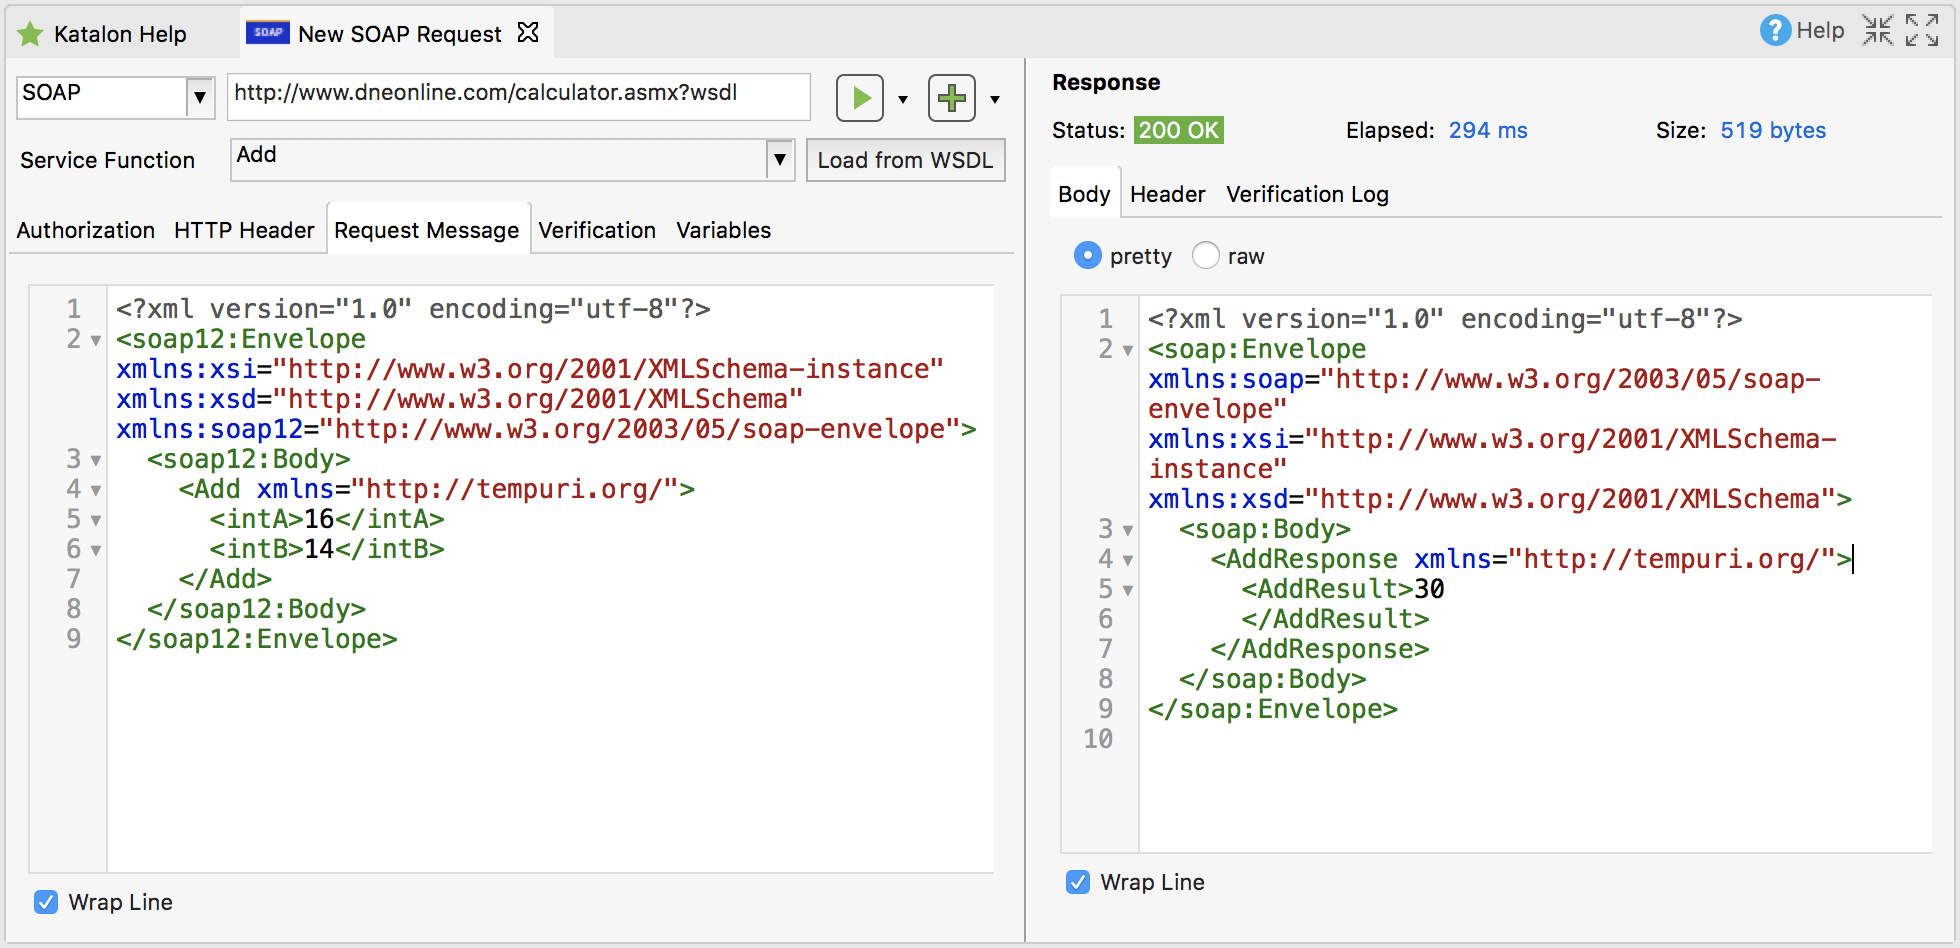 Katalon Help
SOAP New SOAP Request
Help
SOAP http://www.dneonline.com/calculator.asmx?wsdl
Service Function Add Load from WSDL
Authorization HTTP Header Request Message Verification Variables
1 <?xml version="1.0" encoding="utf-8"?>
2 <soap12:Envelope
xmlns:xsi="http://www.w3.org/2001/XMLSchema-instance"
xmlns:xsd="http://www.w3.org/2001/XMLSchema"
xmlns:soap12="http://www.w3.org/2003/05/soap-envelope">
3 <soap12:Body>
4 <Add xmlns="http://tempuri.org/">
5 <intA>16</intA>
6 <intB>14</intB>
7 </Add>
8 </soap12:Body>
9 </soap12:Envelope>
Wrap Line
Response
Status: 200 OK Elapsed: 294 ms Size: 519 bytes
Body Header Verification Log
pretty raw
1 <?xml version="1.0" encoding="utf-8"?>
2 <soap:Envelope
xmlns:soap="http://www.w3.org/2003/05/soap-
envelope"
xmlns:xsi="http://www.w3.org/2001/XMLSchema-
instance"
xmlns:xsd="http://www.w3.org/2001/XMLSchema">
3 <soap:Body>
4 <AddResponse xmlns="http://tempuri.org/">
5 <AddResult>30
6 </AddResult>
7 </AddResponse>
8 </soap:Body>
9 </soap:Envelope>
10
Wrap Line